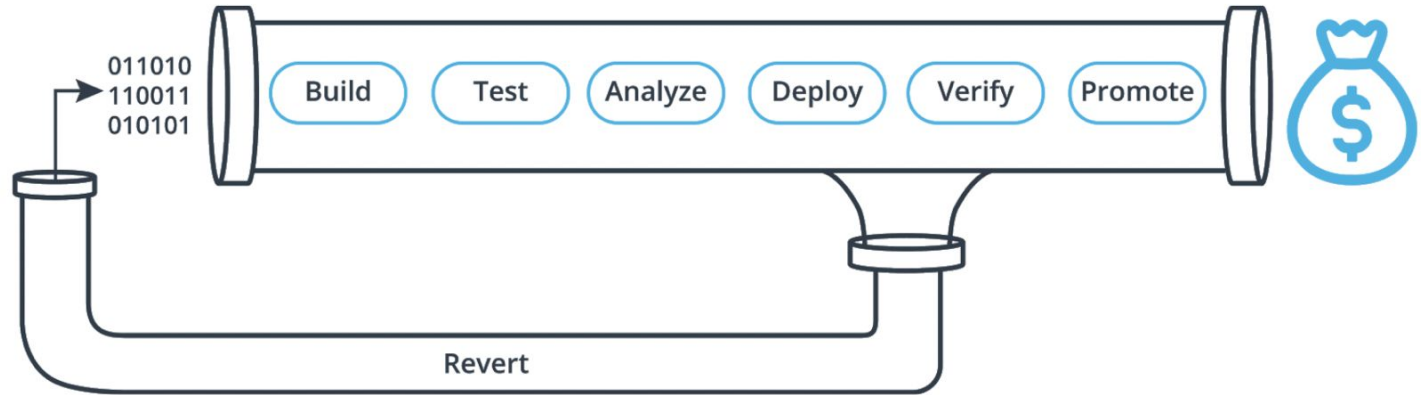 011010
110011
010101
Build
Test
Analyze
Deploy
Verify
Promote
$
Revert